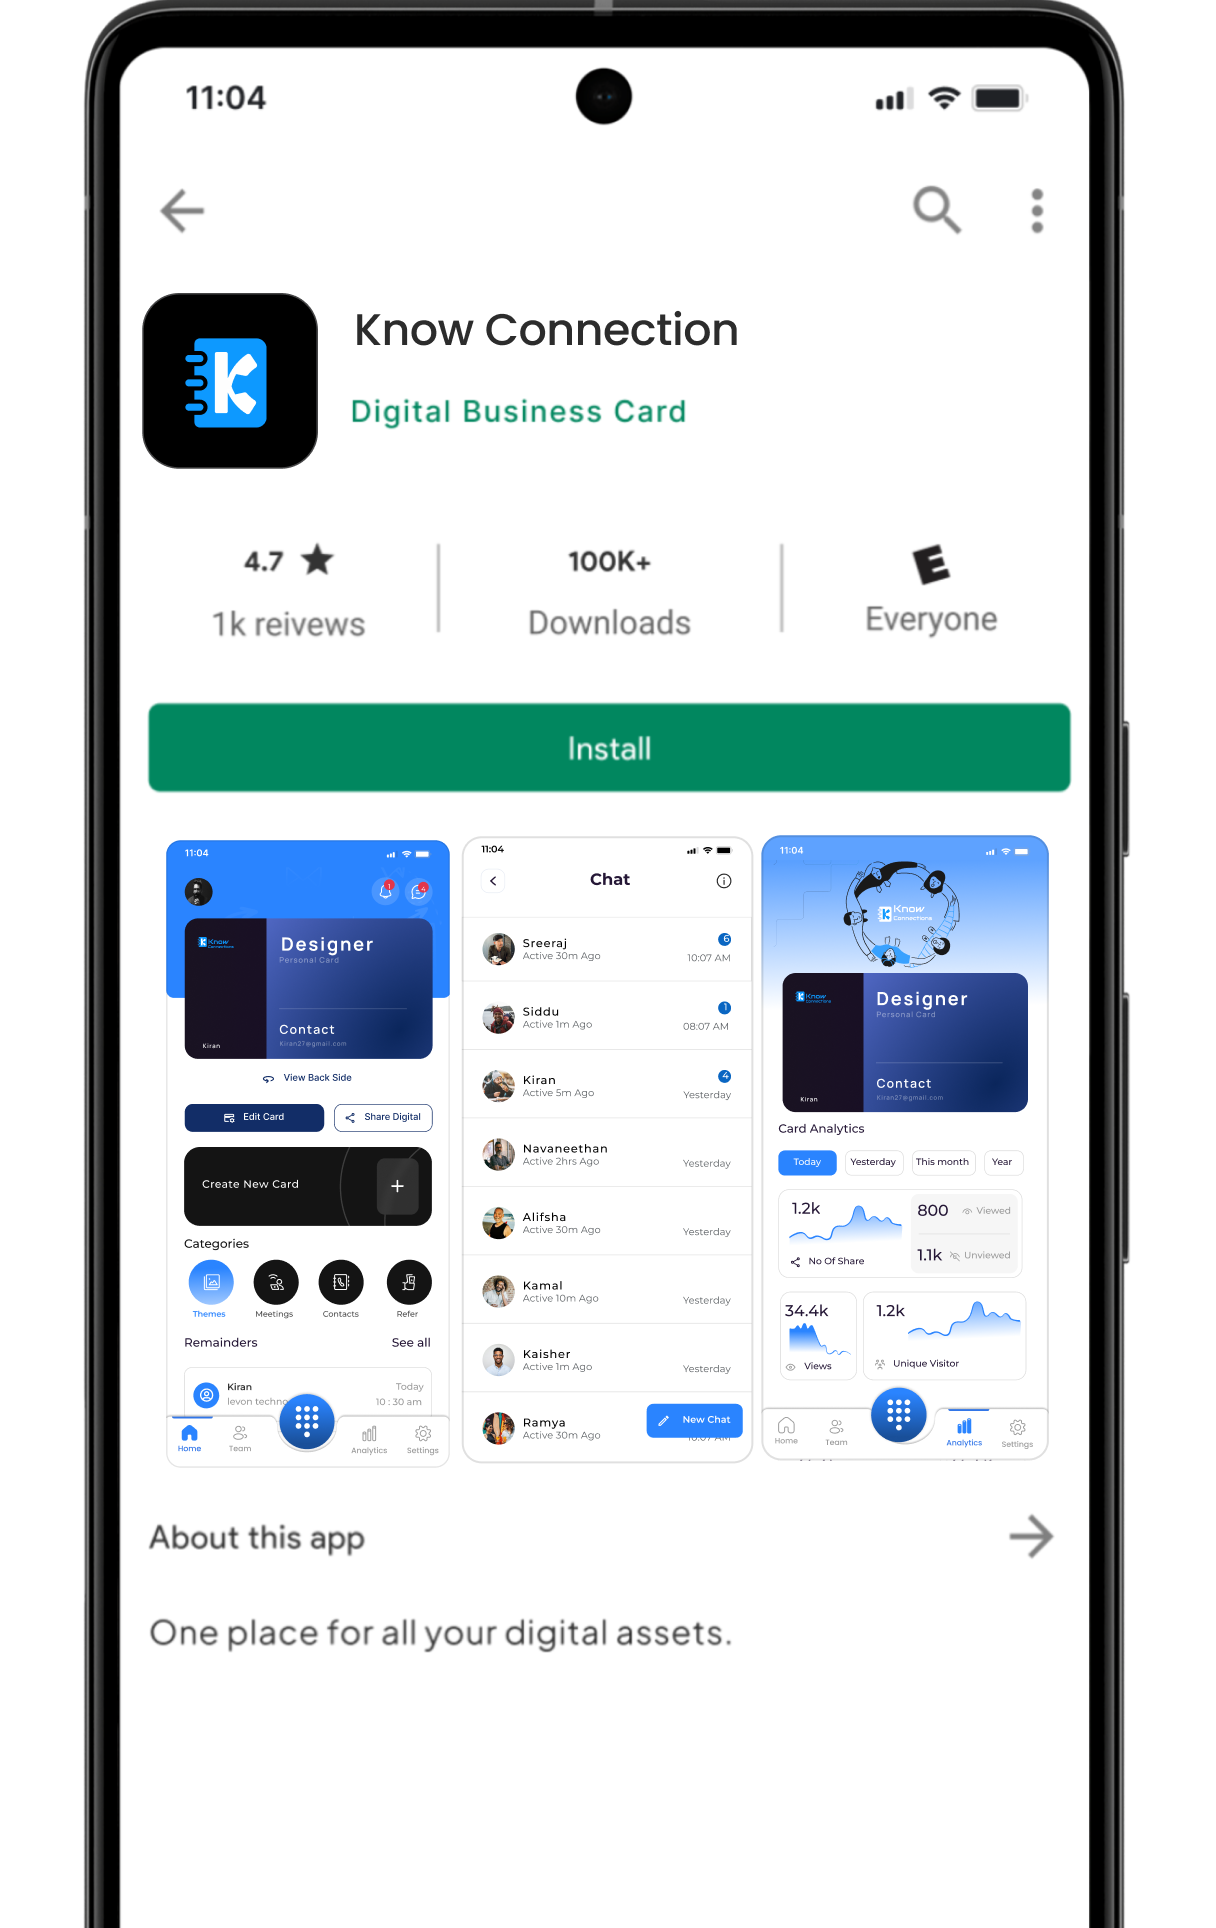 11:04
Know Connection
Digital Business Card
4.7 ★
1k reivews
100K+
Downloads
E
Everyone
Install
11:04
1
4
Know
Connections
Designer
Personal Card
Contact
Kiran27@gmail.com
Kiran
View Back Side
Edit Card
Share Digital
Create New Card
+
Categories
Themes
Meetings
Contacts
Refer
Remainders
See all
Kiran
Today
levon techno
10 : 30 am
Home
Team
Analytics
Settings
11:04
Chat
Sreeraj
6
Active 30m Ago
10:07 AM
Siddu
1
Active 1m Ago
08:07 AM
Kiran
4
Active 5m Ago
Yesterday
Navaneethan
Active 2hrs Ago
Yesterday
Alifsha
Active 30m Ago
Yesterday
Kamal
Active 10m Ago
Yesterday
Kaisher
Active 1m Ago
Yesterday
Ramya
Active 30m Ago
New Chat
11:04
Know
Connections
Know
Connections
Designer
Personal Card
Contact
Kiran27@gmail.com
Kiran
Card Analytics
Today
Yesterday
This month
Year
1.2k
No Of Share
800
Viewed
1.1k
Unviewed
34.4k
Views
1.2k
Unique Visitor
Home
Team
Analytics
Settings
About this app
One place for all your digital assets.